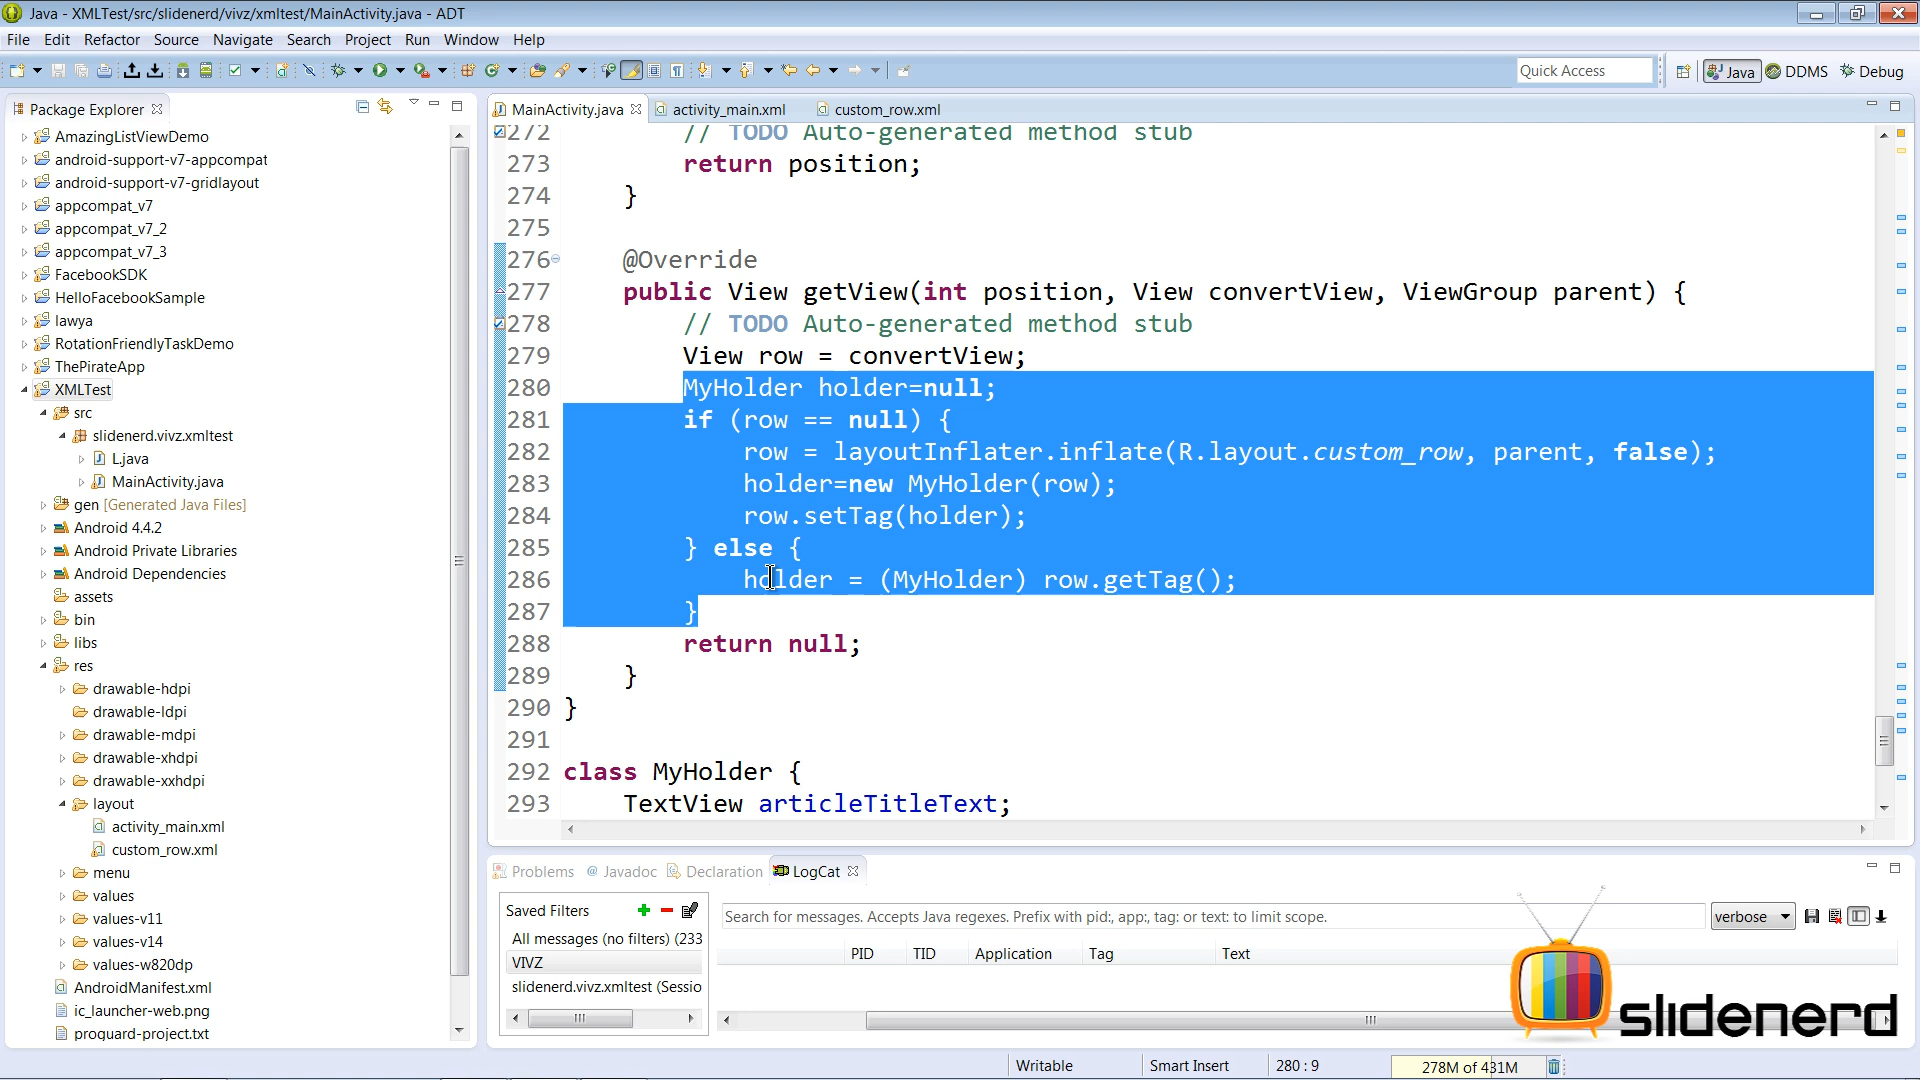 Java - XMLTest/src/slidenerd/vivz/xmltest/MainActivity.java - ADT
File Edit Refactor Source Navigate Search Project Run Window Help
Quick Access
Java
DDMS
Debug
Package Explorer
AmazingListViewDemo
android-support-v7-appcompat
android-support-v7-gridlayout
appcompat_v7
appcompat_v7_2
appcompat_v7_3
FacebookSDK
HelloFacebookSample
lawya
RotationFriendlyTaskDemo
ThePirateApp
XMLTest
src
slidenerd.vivz.xmltest
L.java
MainActivity.java
gen [Generated Java Files]
Android 4.4.2
Android Private Libraries
Android Dependencies
assets
bin
libs
res
drawable-hdpi
drawable-ldpi
drawable-mdpi
drawable-xhdpi
drawable-xxhdpi
layout
activity_main.xml
custom_row.xml
menu
values
values-v11
values-v14
values-w820dp
AndroidManifest.xml
ic_launcher-web.png
proguard-project.txt
MainActivity.java activity_main.xml custom_row.xml
272 // TODO Auto-generated method stub
273 return position;
274 }
275
276 @Override
277 public View getView(int position, View convertView, ViewGroup parent) {
278 // TODO Auto-generated method stub
279 View row = convertView;
280 MyHolder holder=null;
281 if (row == null) {
282 row = layoutInflater.inflate(R.layout.custom_row, parent, false);
283 holder=new MyHolder(row);
284 row.setTag(holder);
285 } else {
286 holder = (MyHolder) row.getTag();
287 }
288 return null;
289 }
290 }
291
292 class MyHolder {
293 TextView articleTitleText;
Problems @ Javadoc Declaration LogCat
Saved Filters
All messages (no filters) (233
VIVZ
slidenerd.vivz.xmltest (Sessio
Search for messages. Accepts Java regexes. Prefix with pid:, app:, tag: or text: to limit scope.
verbose
PID TID Application Tag Text
slidenerd
Writable Smart Insert 280 : 9 278M of 431M